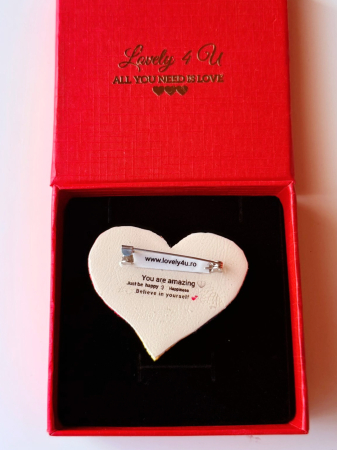 Lovely 4 U
ALL YOU NEED IS LOVE!
www.lovely4u.ro
You are amazing
Just be happy :) Happiness
Believe in yourself